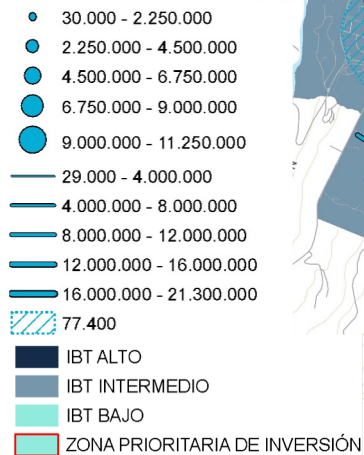 30.000 - 2.250.000
2.250.000 - 4.500.000
4.500.000 - 6.750.000
6.750.000 - 9.000.000
9.000.000 - 11.250.000
29.000 - 4.000.000
4.000.000 - 8.000.000
8.000.000 - 12.000.000
12.000.000 - 16.000.000
16.000.000 - 21.300.000
77.400
IBT ALTO
IBT INTERMEDIO
IBT BAJO
ZONA PRIORITARIA DE INVERSIÓN